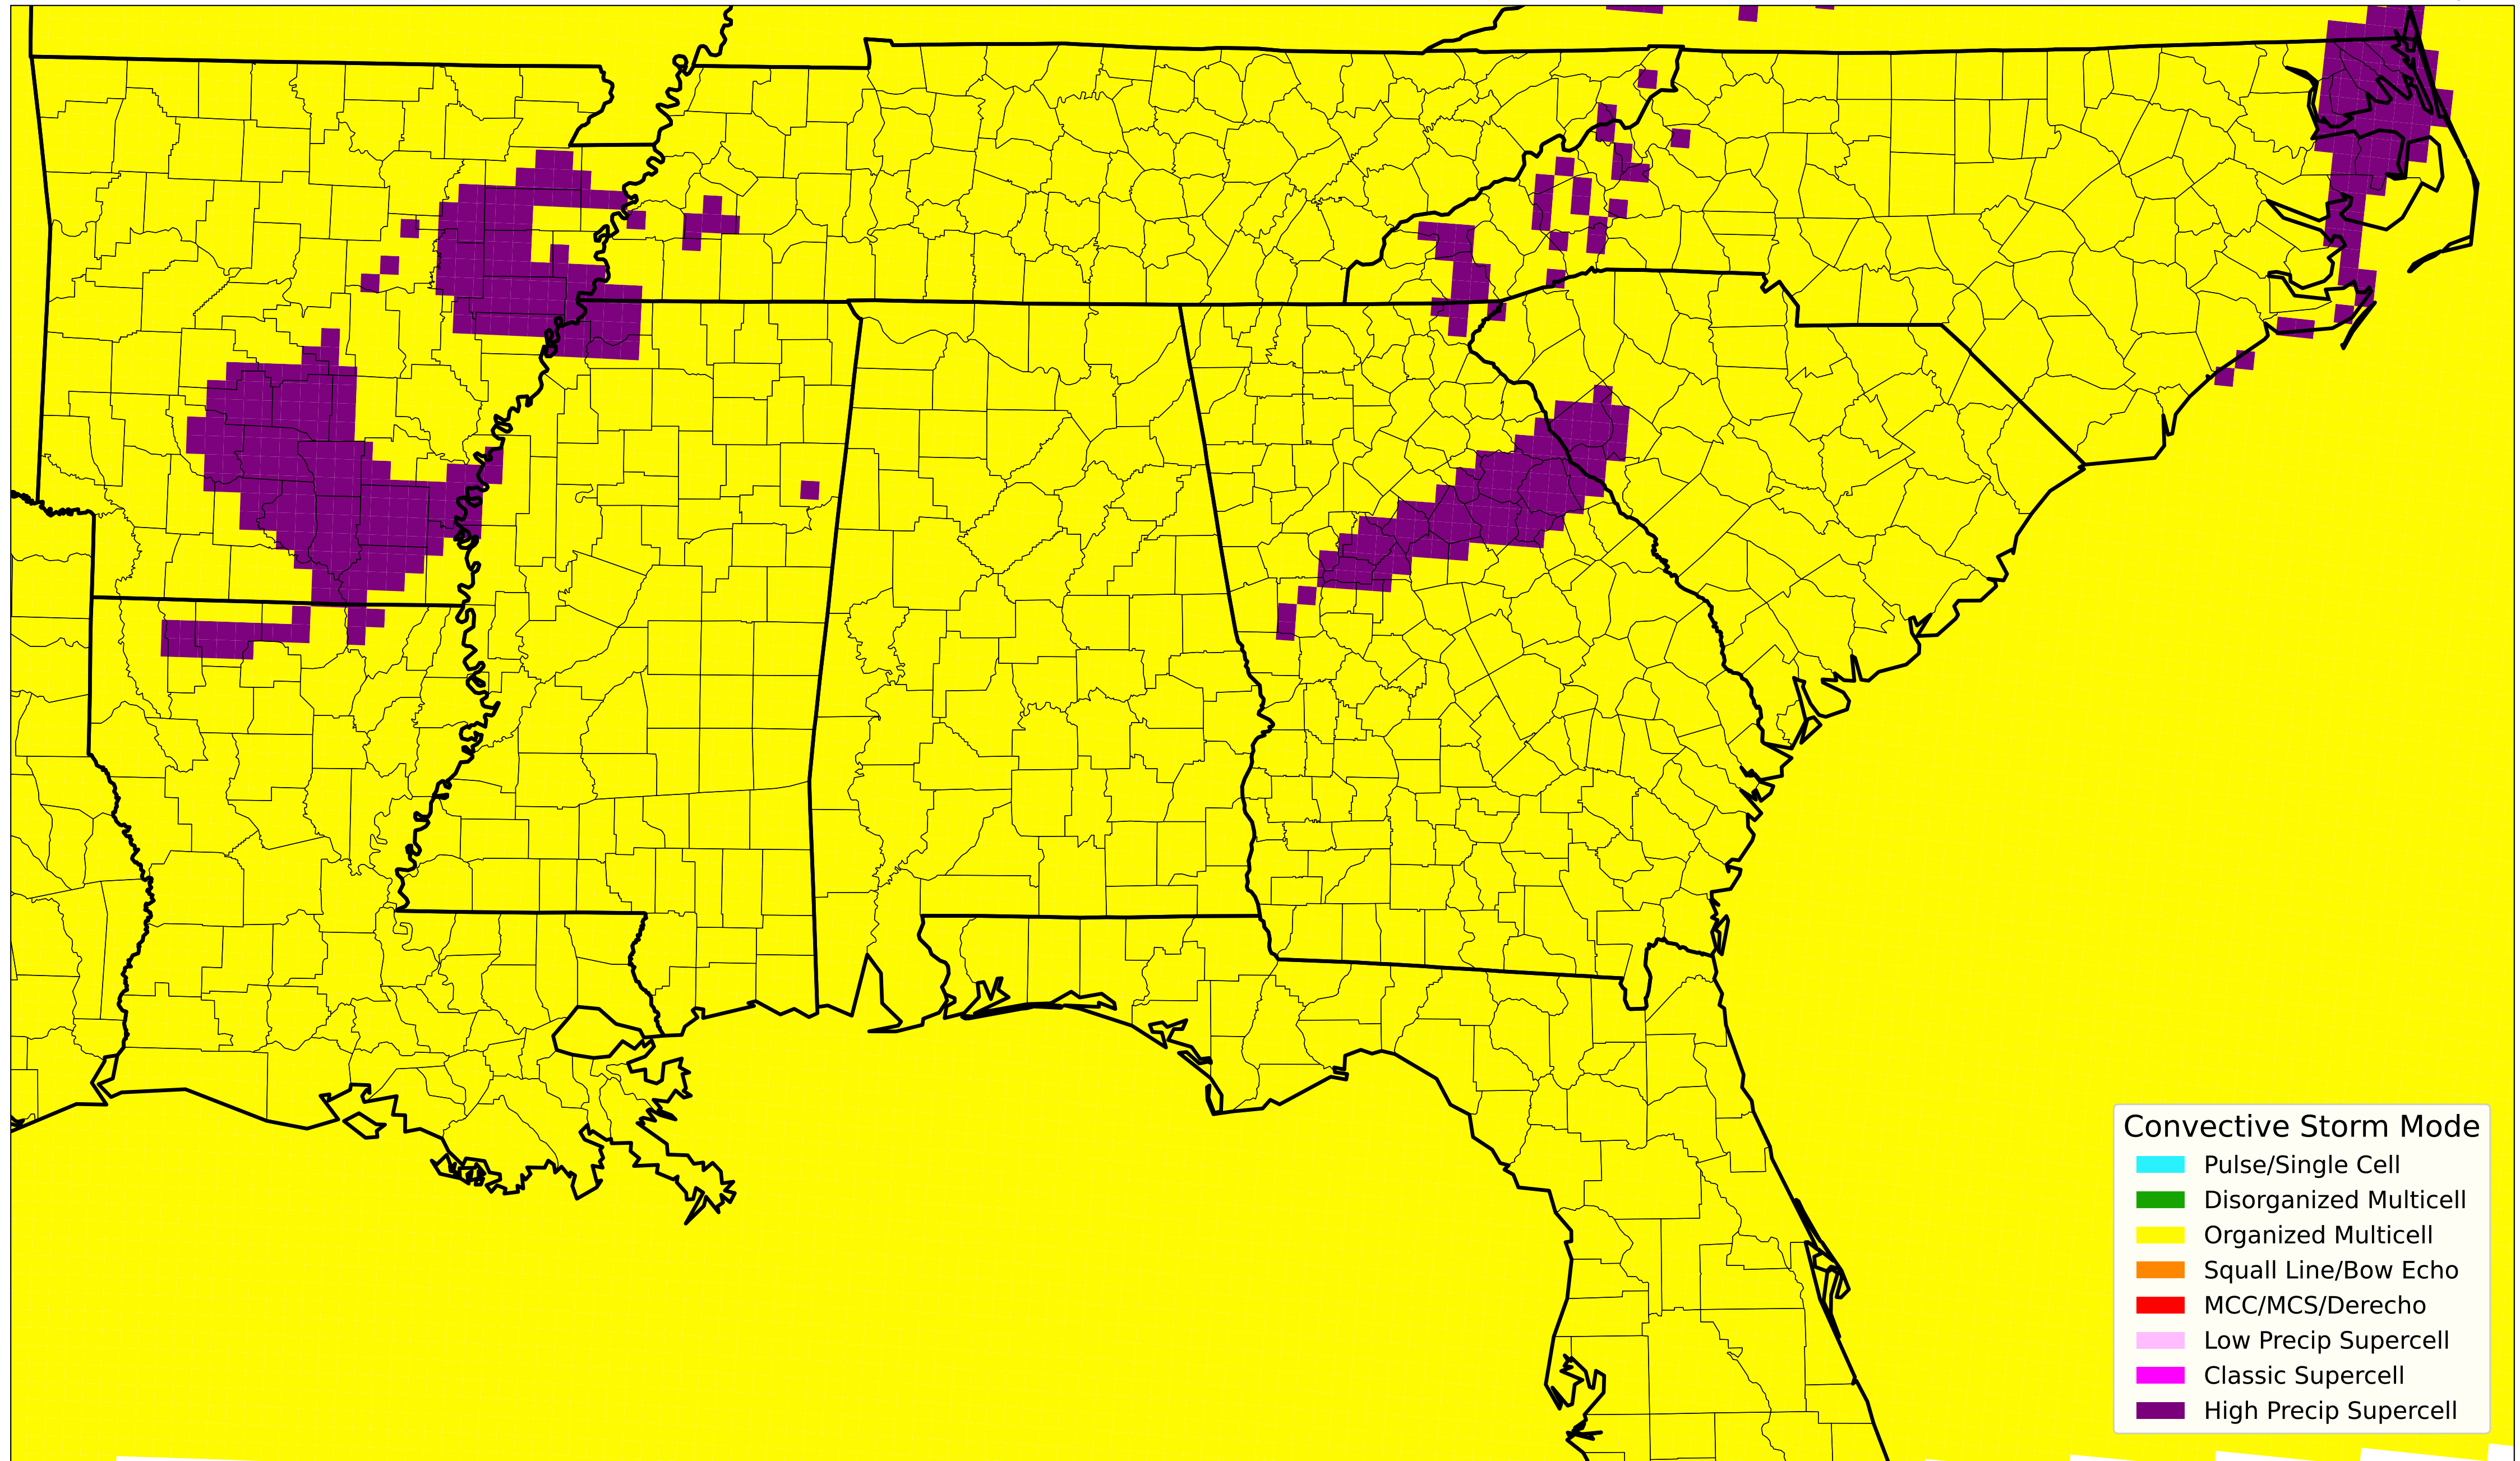 Convective Storm Mode
Pulse/Single Cell
Disorganized Multicell
Organized Multicell
Squall Line/Bow Echo
MCC/MCS/Derecho
Low Precip Supercell
Classic Supercell
High Precip Supercell